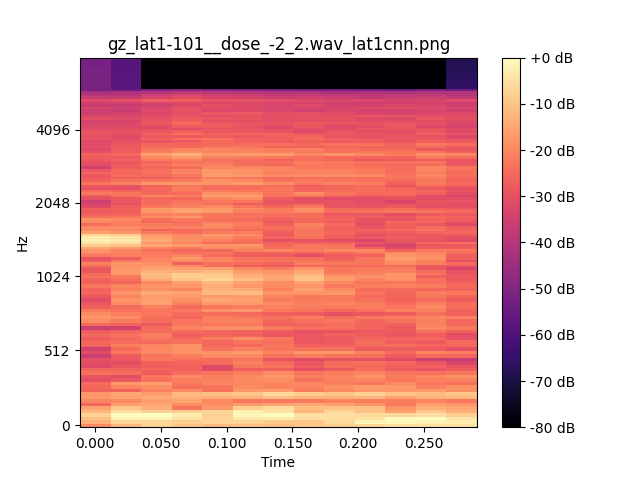 gz_lat1-101__dose_-2_2.wav_lat1cnn.png
Hz
4096
2048
1024
512
0
0.000 0.050 0.100 0.150 0.200 0.250
Time
+0 dB
-10 dB
-20 dB
-30 dB
-40 dB
-50 dB
-60 dB
-70 dB
-80 dB